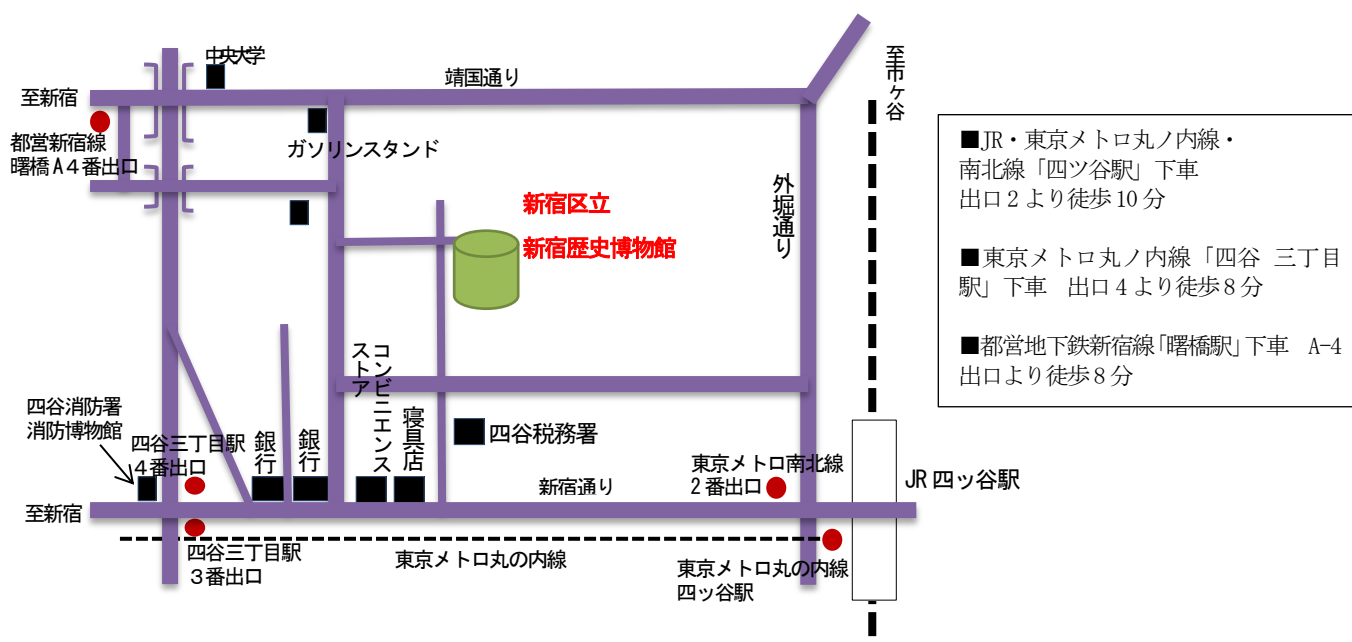 中央大学
靖国通り
至新宿
都営新宿線
曙橋A4番出口
ガソリンスタンド
至市ヶ谷
外堀通り
新宿区立
新宿歴史博物館
■JR・東京メトロ丸ノ内線・
南北線「四ツ谷駅」下車
出口2より徒歩10分
■東京メトロ丸ノ内線「四谷 三丁目
駅」下車 出口4より徒歩8分
■都営地下鉄新宿線「曙橋駅」下車 A-4
出口より徒歩8分
コンビニエンス
ストア
寝具店
銀行
銀行
四谷消防署
消防博物館
四谷三丁目駅
4番出口
四谷税務署
東京メトロ南北線
2番出口
JR四ッ谷駅
新宿通り
至新宿
四谷三丁目駅
3番出口
東京メトロ丸の内線
東京メトロ丸の内線
四ッ谷駅